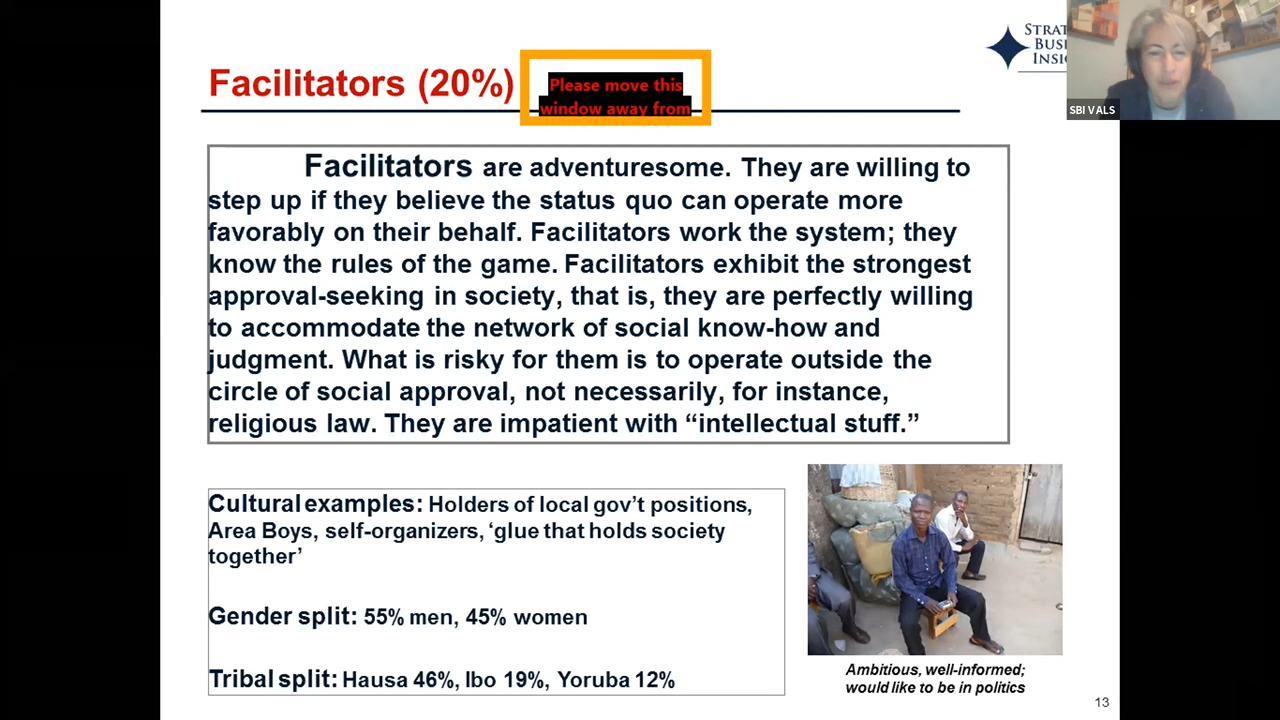 STRAT
BUSI
INSIG
SBI VALS
Facilitators (20%)
Please move this
window away from
Facilitators are adventuresome. They are willing to
step up if they believe the status quo can operate more
favorably on their behalf. Facilitators work the system; they
know the rules of the game. Facilitators exhibit the strongest
approval-seeking in society, that is, they are perfectly willing
to accommodate the network of social know-how and
judgment. What is risky for them is to operate outside the
circle of social approval, not necessarily, for instance,
religious law. They are impatient with “intellectual stuff.”
Cultural examples: Holders of local gov’t positions,
Area Boys, self-organizers, ‘glue that holds society
together’
Gender split: 55% men, 45% women
Tribal split: Hausa 46%, Ibo 19%, Yoruba 12%
Ambitious, well-informed;
would like to be in politics
13